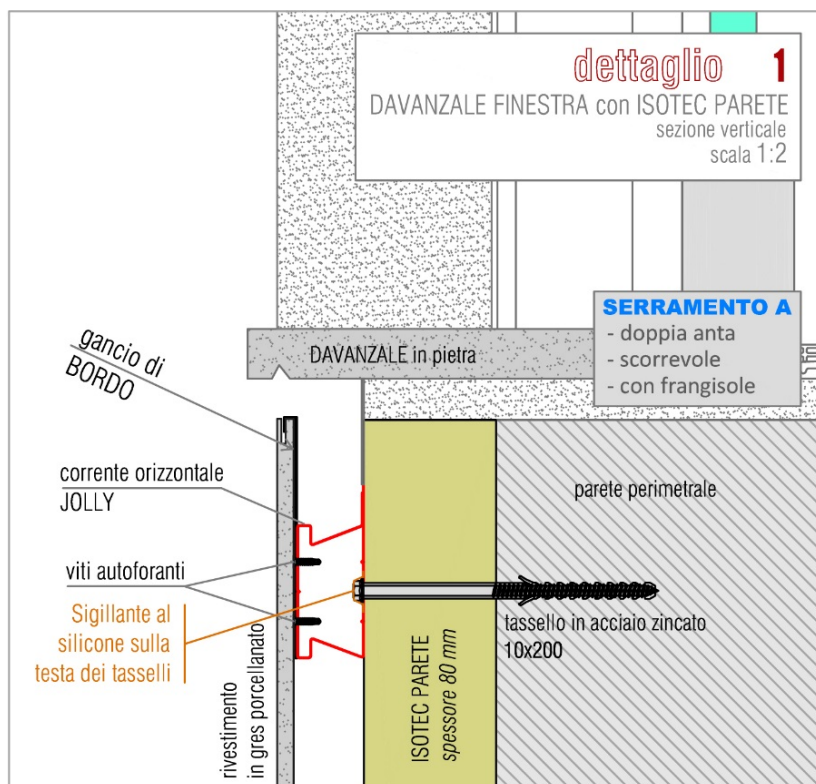 dettaglio 1
DAVANZALE FINESTRA con ISOTEC PARETE
sezione verticale
scala 1:2
SERRAMENTO A
- doppia anta
- scorrevole
- con frangisole
DAVANZALE in pietra
gancio di
BORDO
corrente orizzontale
JOLLY
viti autoforanti
Sigillante al
silicone sulla
testa dei tasselli
rivestimento
in gres porcellanato
ISOTEC PARETE
spessore 80 mm
parete perimetrale
tassello in acciaio zincato
10x200